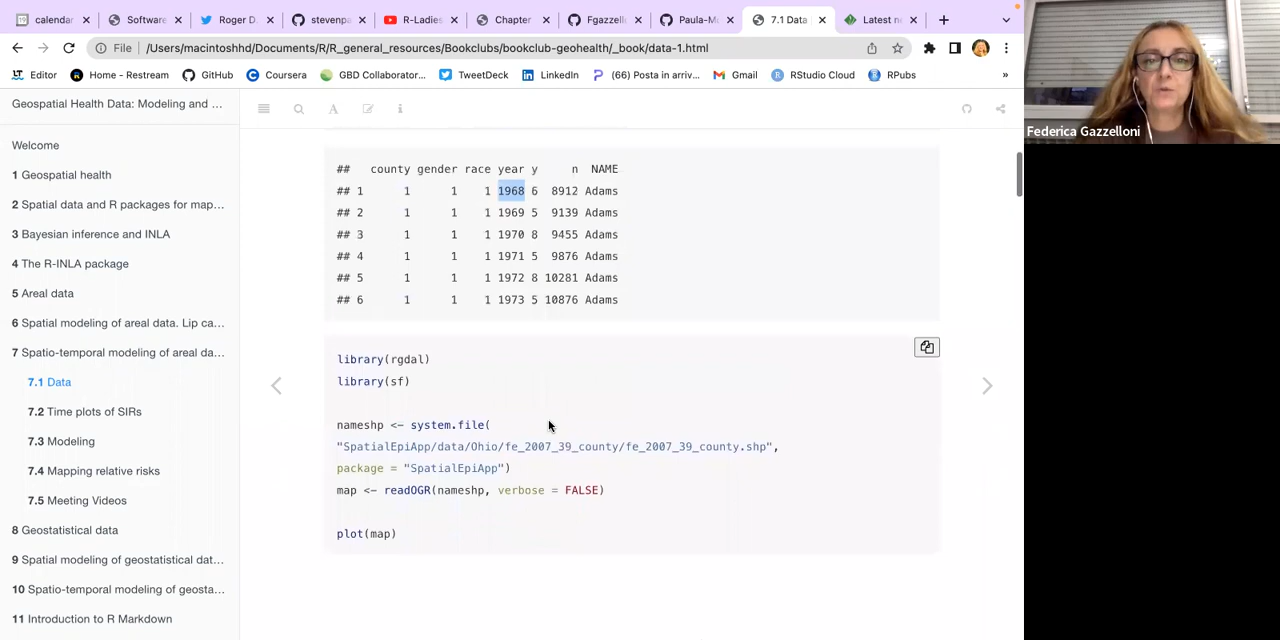 calendar
Software
Roger D.
stevenpa
R-Ladies
Chapter
Fgazzell
Paula-Mo
7.1 Data
Latest ne
File /Users/macintoshhd/Documents/R/R_general_resources/Bookclubs/bookclub-geohealth/_book/data-1.html
Editor
Home - Restream
GitHub
Coursera
GBD Collaborator...
TweetDeck
LinkedIn
(66) Posta in arriv...
Gmail
RStudio Cloud
RPubs
»
Geospatial Health Data: Modeling and ...
Welcome
1 Geospatial health
2 Spatial data and R packages for map...
3 Bayesian inference and INLA
4 The R-INLA package
5 Areal data
6 Spatial modeling of areal data. Lip ca...
7 Spatio-temporal modeling of areal da...
7.1 Data
7.2 Time plots of SIRs
7.3 Modeling
7.4 Mapping relative risks
7.5 Meeting Videos
8 Geostatistical data
9 Spatial modeling of geostatistical dat...
10 Spatio-temporal modeling of geosta...
11 Introduction to R Markdown
## county gender race year y n NAME
## 1 1 1 1 1968 6 8912 Adams
## 2 1 1 1 1969 5 9139 Adams
## 3 1 1 1 1970 8 9455 Adams
## 4 1 1 1 1971 5 9876 Adams
## 5 1 1 1 1972 8 10281 Adams
## 6 1 1 1 1973 5 10876 Adams
library(rgdal)
library(sf)
nameshp <- system.file(
"SpatialEpiApp/data/Ohio/fe_2007_39_county/fe_2007_39_county.shp",
package = "SpatialEpiApp")
map <- readOGR(nameshp, verbose = FALSE)
plot(map)
Federica Gazzelloni